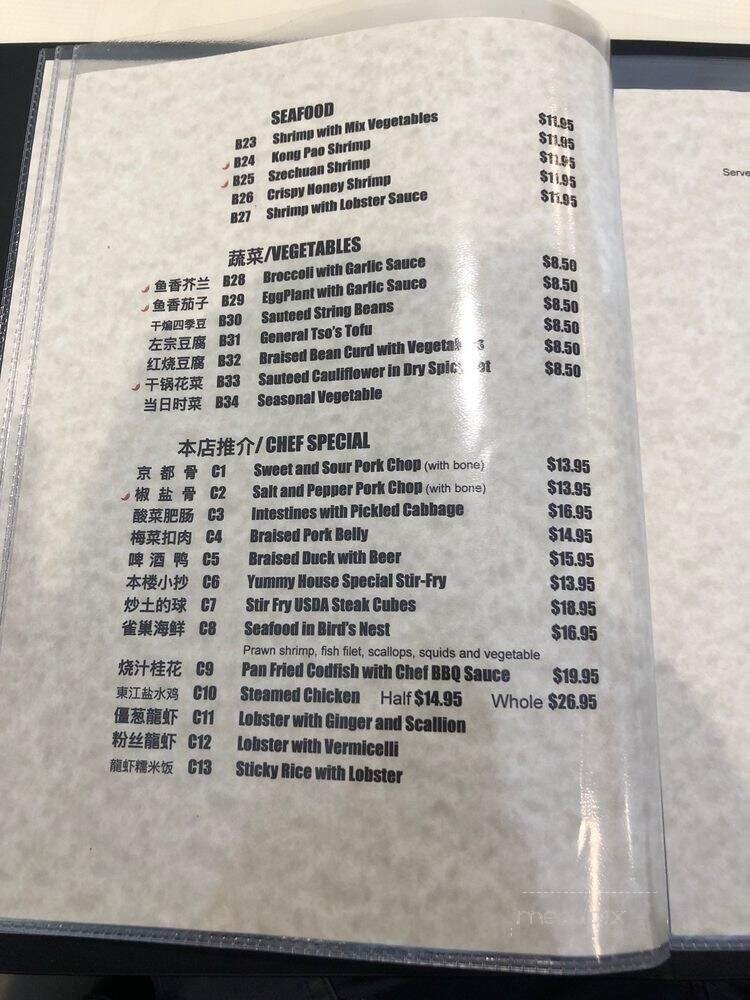 SEAFOOD
B23 Shrimp with Mix Vegetables $11.95
B24 Kong Pao Shrimp $11.95
B25 Szechuan Shrimp $11.95
B26 Crispy Honey Shrimp $11.95
B27 Shrimp with Lobster Sauce $11.95
Serve
蔬菜/VEGETABLES
鱼香芥兰 B28 Broccoli with Garlic Sauce $8.50
鱼香茄子 B29 EggPlant with Garlic Sauce $8.50
干煸四季豆 B30 Sauteed String Beans $8.50
左宗豆腐 B31 General Tso's Tofu $8.50
红烧豆腐 B32 Braised Bean Curd with $8.50
干锅花菜 B33 Sauteed Cauliflower in Dry $8.50
当日时菜 B34 Seasonal Vegetable
本店推介/CHEF SPECIAL
京都骨 C1 Sweet and Sour Pork Chop (with bone) $13.95
椒盐骨 C2 Salt and Pepper Pork Chop (with bone) $13.95
酸菜肥肠 C3 Intestines with Pickled Cabbage $16.95
梅菜扣肉 C4 Braised Pork Belly $14.95
啤酒鸭 C5 Braised Duck with Beer $15.95
本楼小抄 C6 Yummy House Special Stir-Fry $13.95
炒土的球 C7 Stir Fry USDA Steak Cubes $18.95
雀巢海鲜 C8 Seafood in Bird's Nest $16.95
Prawn shrimp, fish filet, scallops, squids and vegetable
烧汁桂花 C9 Pan Fried Codfish with Chef BBQ Sauce $19.95
東江盐水鸡 C10 Steamed Chicken Half $14.95 Whole $26.95
僵葱龍虾 C11 Lobster with Ginger and Scallion
粉丝龍虾 C12 Lobster with Vermicelli
龍虾糯米饭 C13 Sticky Rice with Lobster